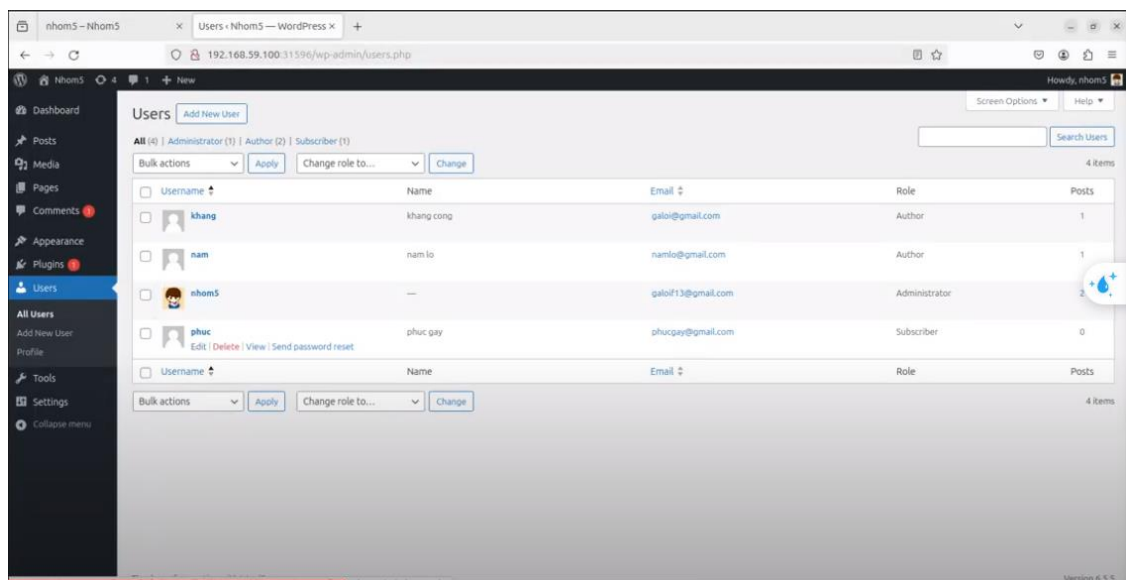 nhom5 – Nhom5 × Users ‹ Nhom5 — WordPress × +
192.168.59.100:31596/wp-admin/users.php
Nhom5 4 1 + New Howdy, nhom5
Dashboard
Posts
Media
Pages
Comments 1
Appearance
Plugins 1
Users
All Users
Add New User
Profile
Tools
Settings
Collapse menu
Screen Options ▼ Help ▼
Users Add New User
All (4) | Administrator (1) | Author (2) | Subscriber (1)
Search Users
Bulk actions Apply Change role to... Change 4 items
Username Name Email Role Posts
khang khang cong galoi@gmail.com Author 1
nam nam lo namlo@gmail.com Author 1
nhom5 — galoif13@gmail.com Administrator 2
phuc phuc gay phucgay@gmail.com Subscriber 0
Edit | Delete | View | Send password reset
Username Name Email Role Posts
Bulk actions Apply Change role to... Change 4 items
Version 6.5.5